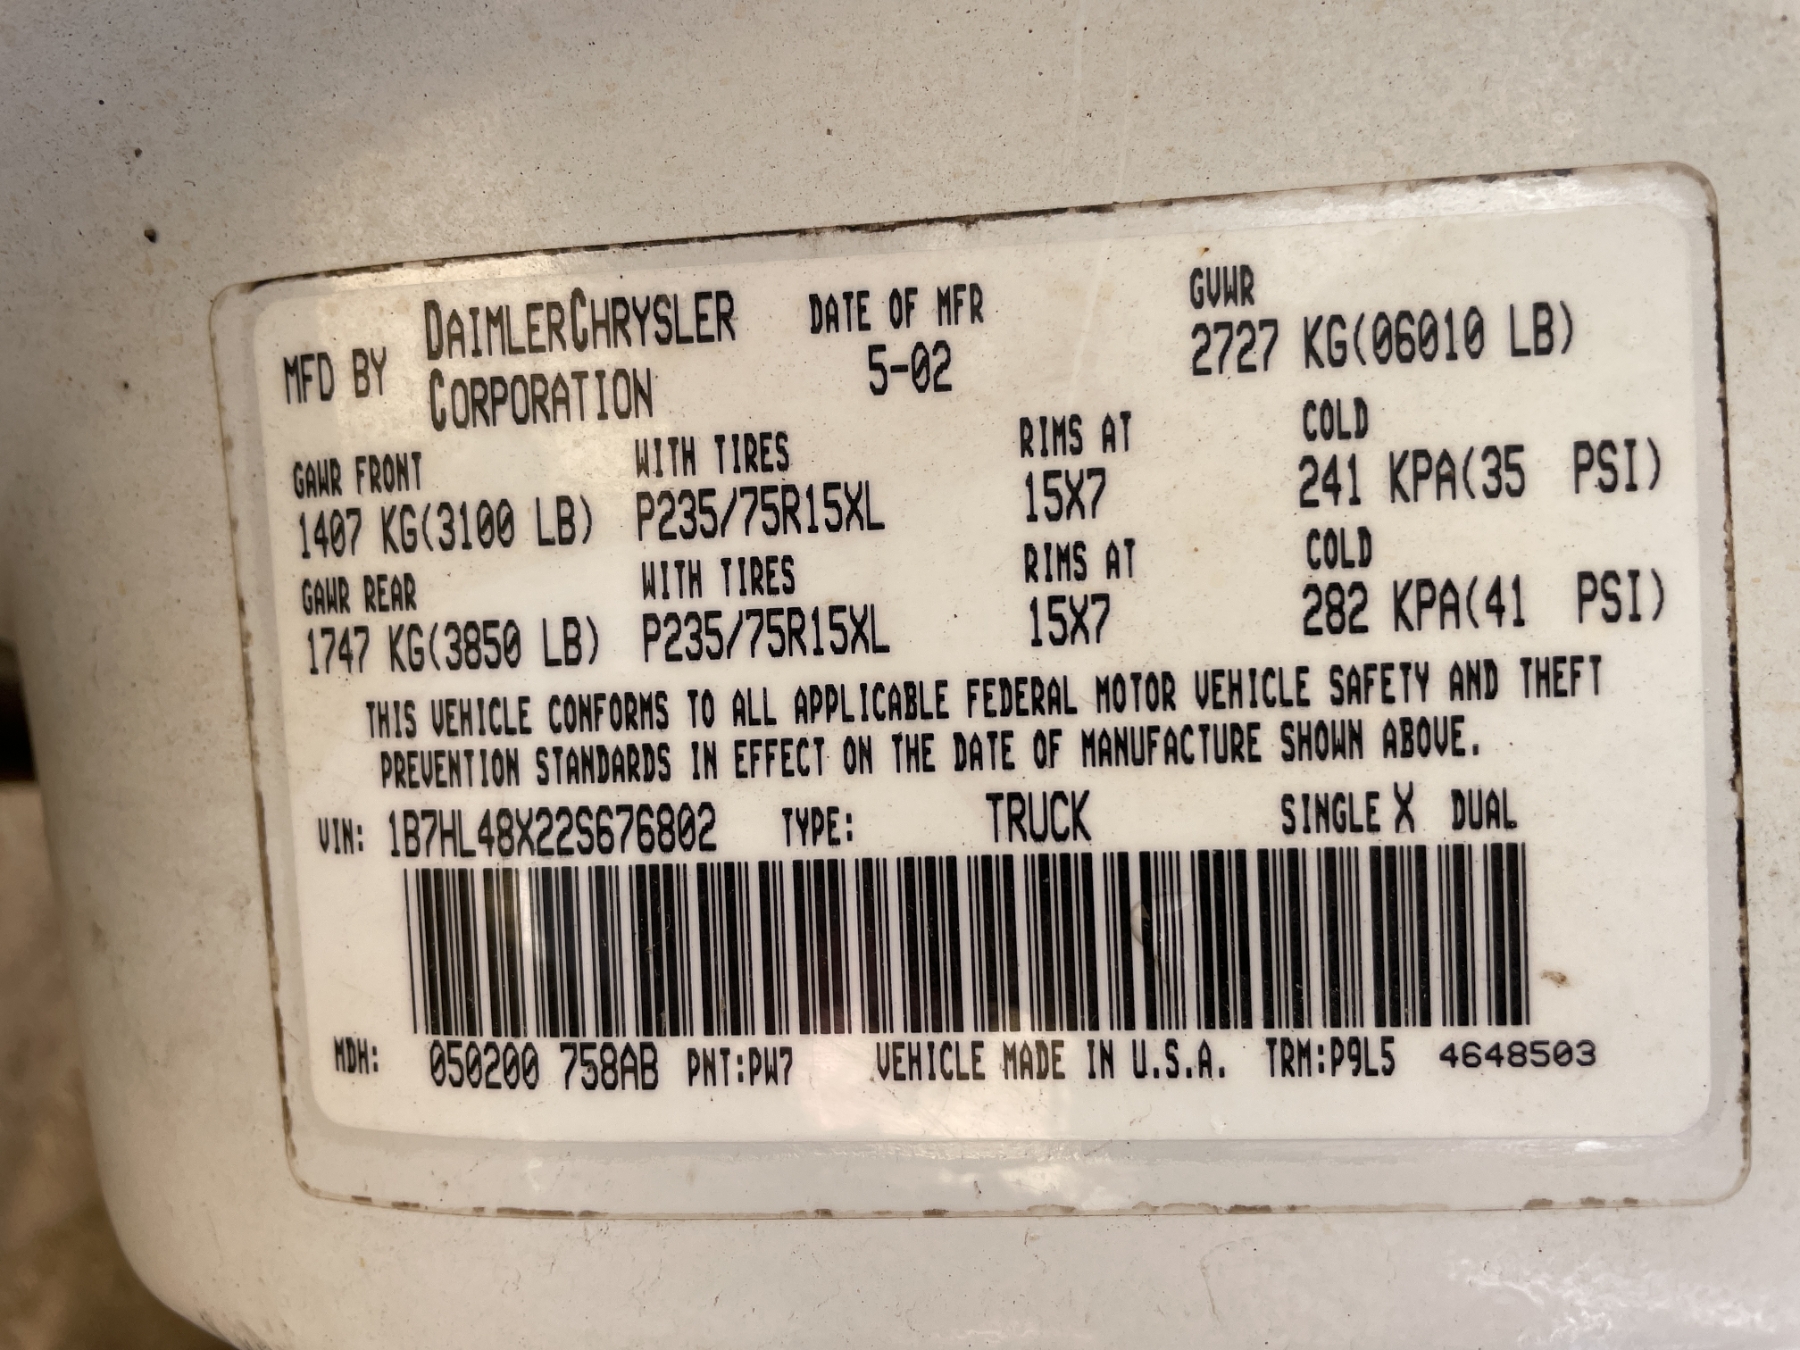 MFD BY DAIMLERCHRYSLER CORPORATION DATE OF MFR 5-02 GVWR 2727 KG(06010 LB)
GAWR FRONT WITH TIRES RIMS AT COLD
1407 KG(3100 LB) P235/75R15XL 15X7 241 KPA(35 PSI)
GAWR REAR WITH TIRES RIMS AT COLD
1747 KG(3850 LB) P235/75R15XL 15X7 282 KPA(41 PSI)
THIS VEHICLE CONFORMS TO ALL APPLICABLE FEDERAL MOTOR VEHICLE SAFETY AND THEFT
PREVENTION STANDARDS IN EFFECT ON THE DATE OF MANUFACTURE SHOWN ABOVE.
VIN: 1B7HL48X22S676802 TYPE: TRUCK SINGLE X DUAL
MDH: 050200 758AB PNT:PW7 VEHICLE MADE IN U.S.A. TRM:P9L5 4648503